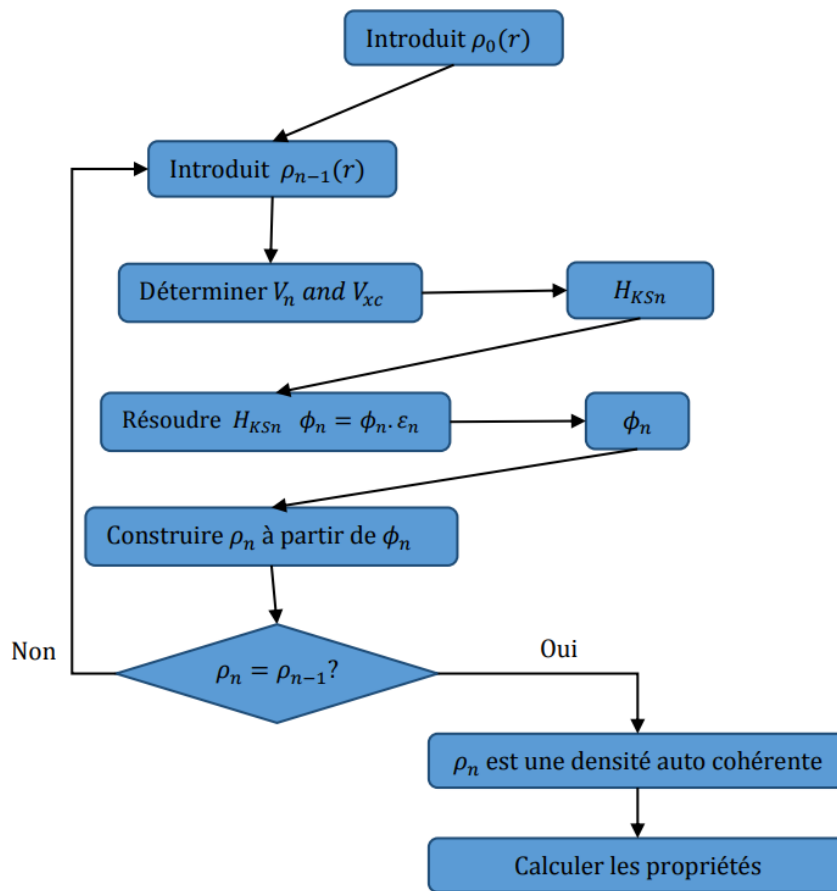 Introduit ρ₀(r)
Introduit ρₙ₋₁(r)
Déterminer Vₙ and Vₓc
H_KSn
Résoudre H_KSn ϕₙ = ϕₙ. εₙ
ϕₙ
Construire ρₙ à partir de ϕₙ
Non
ρₙ = ρₙ₋₁?
Oui
ρₙ est une densité auto cohérente
Calculer les propriétés